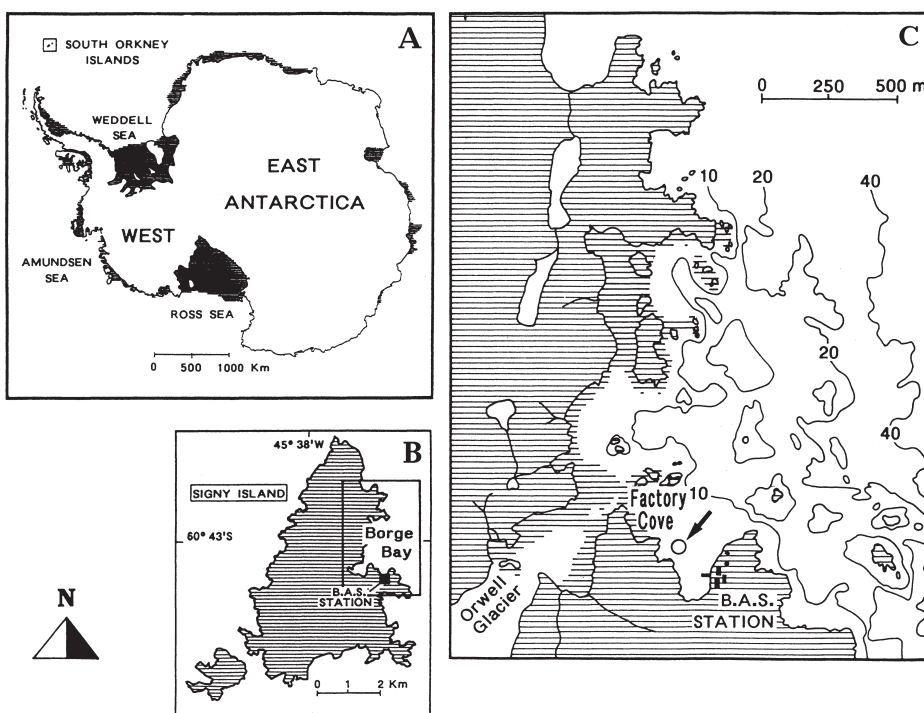 A
SOUTH ORKNEY
ISLANDS
WEDDELL
SEA
EAST
ANTARCTICA
WEST
AMUNDSEN
SEA
ROSS SEA
0 500 1000 Km
B
45° 38'W
SIGNY ISLAND
60° 43'S
Borge
Bay
B.A.S.
STATION
0 1 2 Km
N
C
0 250 500 m
10 20 40
20
40
Factory
Cove
10
Orwell
Glacier
B.A.S.
STATION